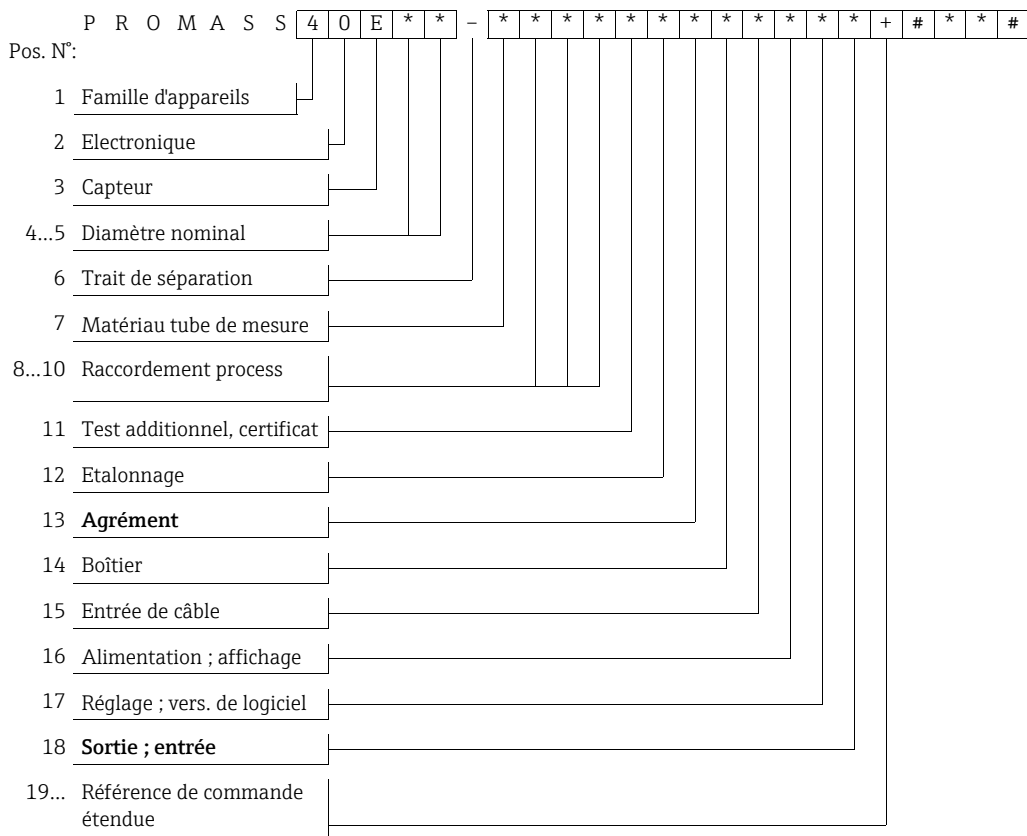 P R O M A S S 4 0 E * * – * * * * * * * * * * * * + # * * #
Pos. N°:
1 Famille d'appareils
2 Electronique
3 Capteur
4...5 Diamètre nominal
6 Trait de séparation
7 Matériau tube de mesure
8...10 Raccordement process
11 Test additionnel, certificat
12 Etalonnage
13 Agrément
14 Boîtier
15 Entrée de câble
16 Alimentation ; affichage
17 Réglage ; vers. de logiciel
18 Sortie ; entrée
19... Référence de commande
étendue